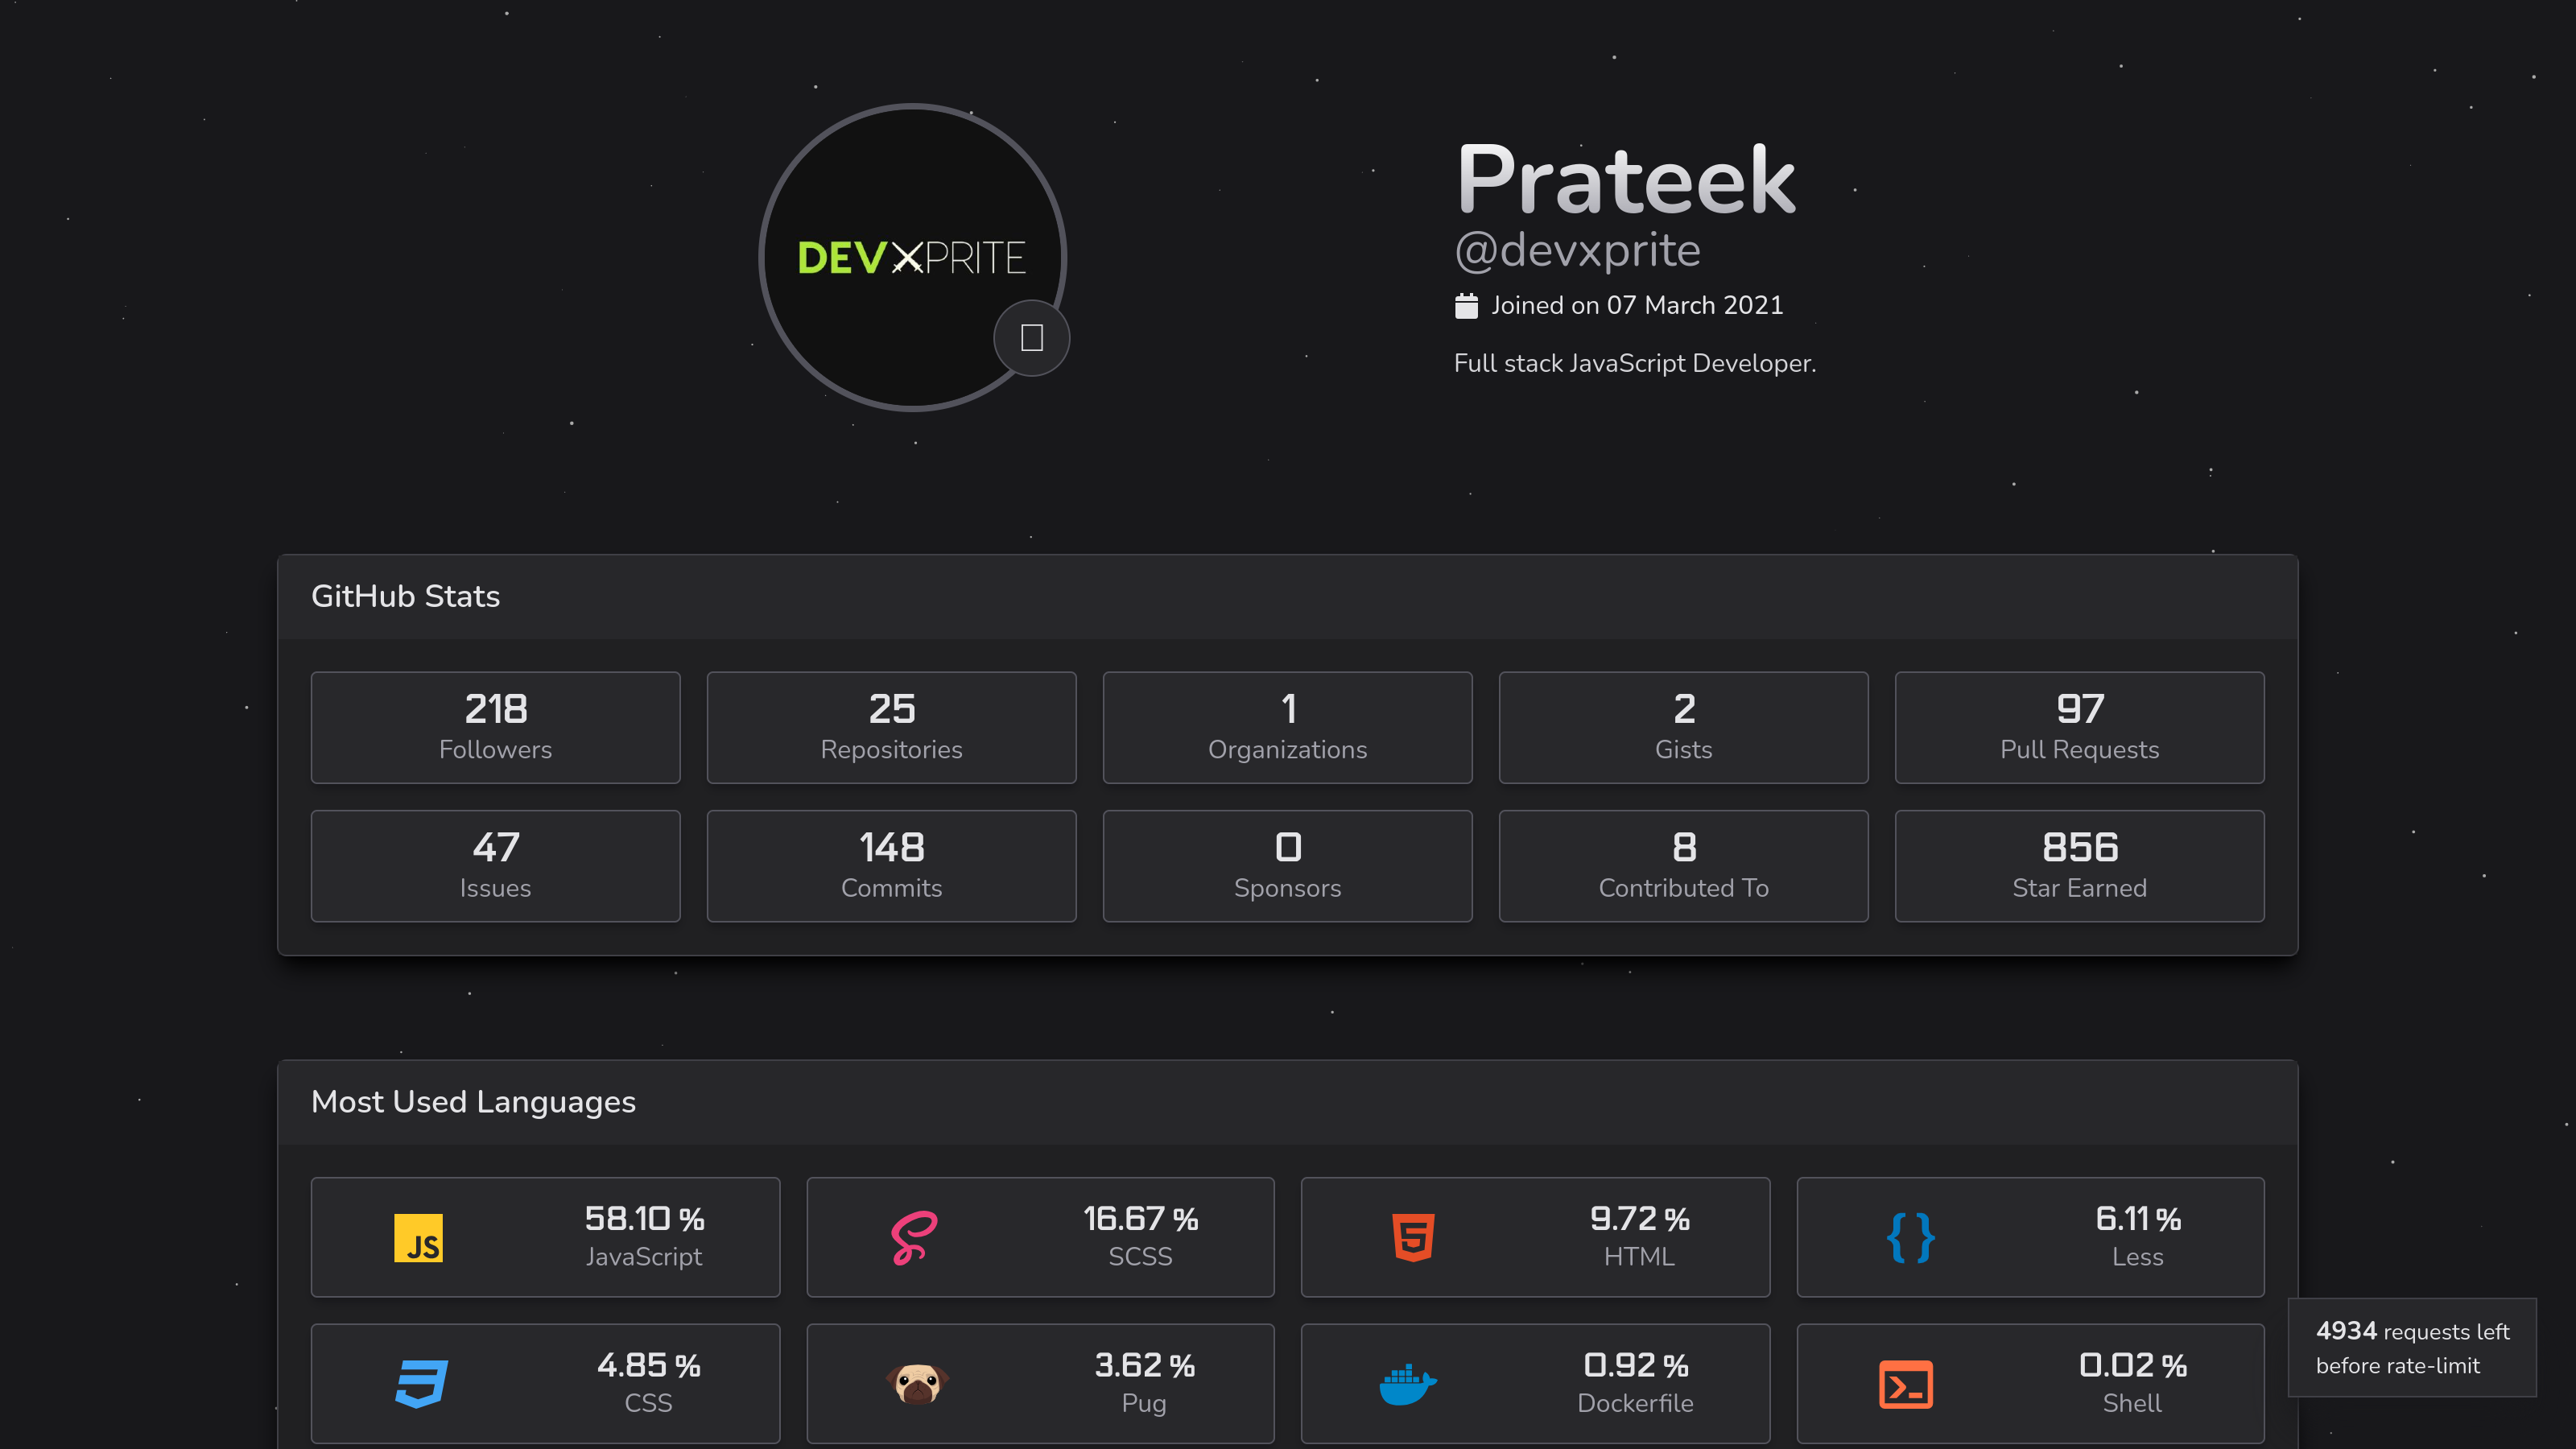 DEVXPRITE
Prateek
@devxprite
Joined on 07 March 2021
Full stack JavaScript Developer.
GitHub Stats
218
Followers
25
Repositories
1
Organizations
2
Gists
97
Pull Requests
47
Issues
148
Commits
0
Sponsors
8
Contributed To
856
Star Earned
Most Used Languages
JS
58.10 %
JavaScript
16.67 %
SCSS
9.72 %
HTML
{ }
6.11 %
Less
4.85 %
CSS
3.62 %
Pug
0.92 %
Dockerfile
0.02 %
Shell
4934 requests left
before rate-limit